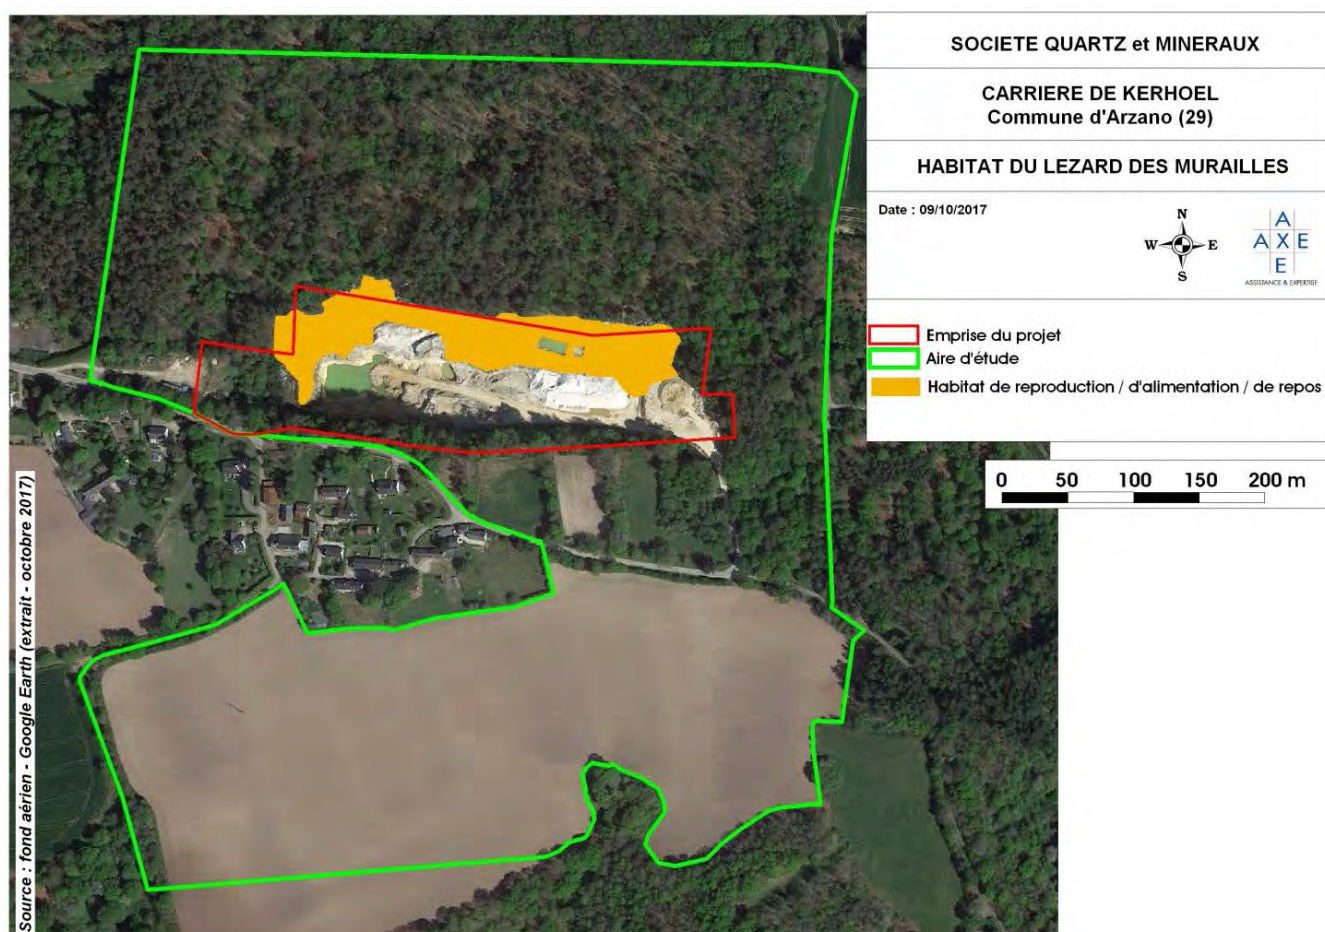 SOCIETE QUARTZ et MINERAUX
CARRIERE DE KERHOEL
Commune d'Arzano (29)
HABITAT DU LEZARD DES MURAILLES
Date : 09/10/2017
N
W E
S
A
A X E
E
ASSISTANCE & EXPERTISE
Emprise du projet
Aire d'étude
Habitat de reproduction / d'alimentation / de repos
0 50 100 150 200 m
Source : fond aérien - Google Earth (extrait - octobre 2017)